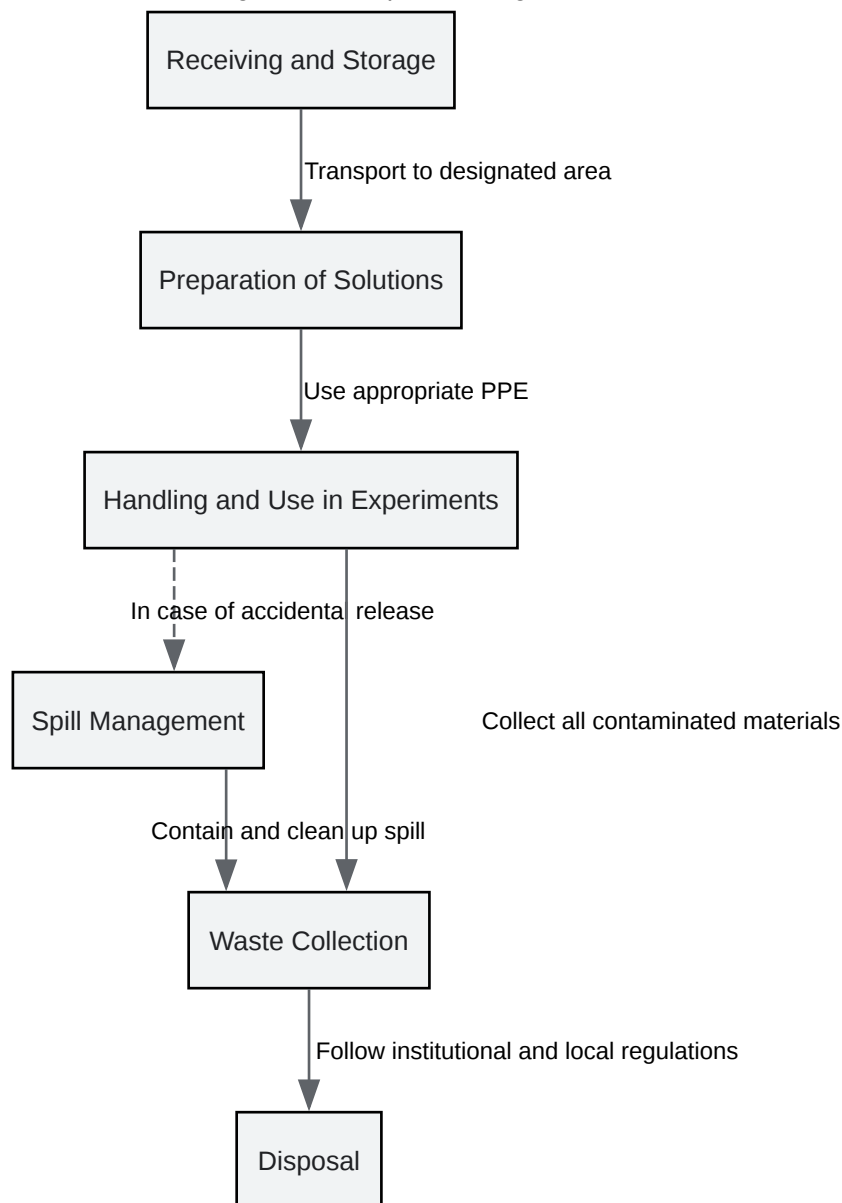 Receiving and Storage
Transport to designated area
Preparation of Solutions
Use appropriate PPE
Handling and Use in Experiments
In case of accidental release
Spill Management
Collect all contaminated materials
Contain and clean up spill
Waste Collection
Follow institutional and local regulations
Disposal